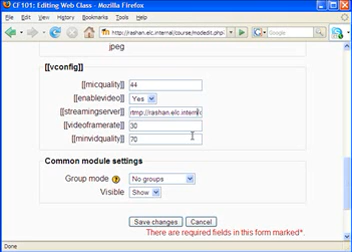 CF 101: Editing Web Class - Mozilla Firefox
File Edit View History Bookmarks Tools Help
http://rashan.elc.internal/course/modedit.php
Google
jpeg
[[vconfig]]
[[micquality]] 44
[[enablevideo]] Yes
[[streamingserver]] rtmp://rashan.elc.internal
[[videoframerate]] 30
[[minvidquality]] 70
Common module settings
Group mode No groups
Visible Show
Save changes Cancel
There are required fields in this form marked*.